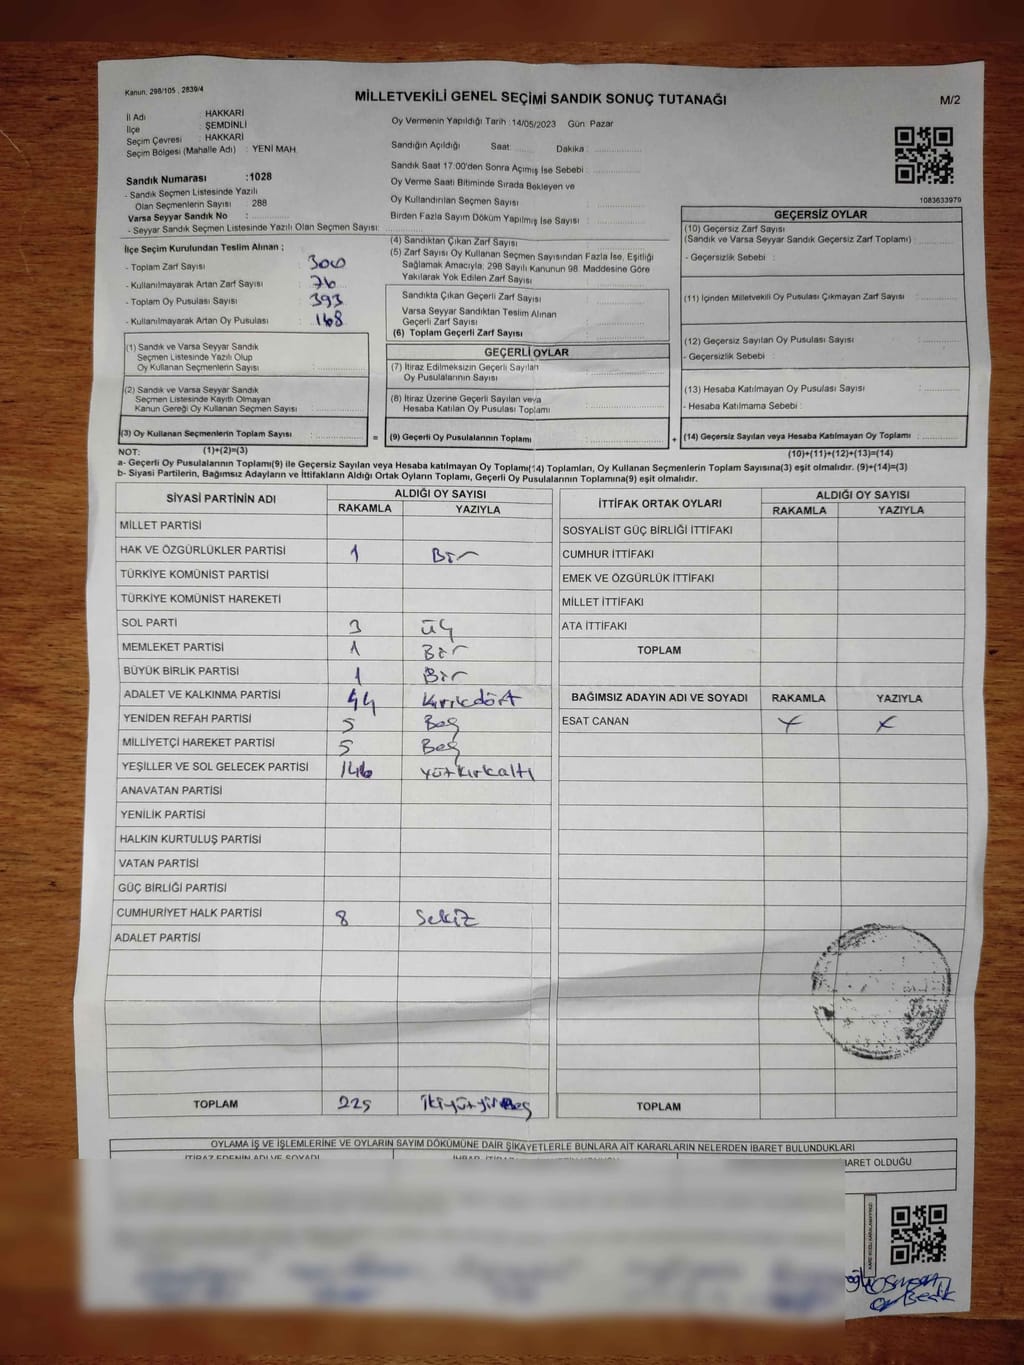 Kanun, 298/105 , 2839/4
MİLLETVEKİLİ GENEL SEÇİMİ SANDIK SONUÇ TUTANAĞI
M/2
İl Adı : HAKKARİ
İlçe : ŞEMDİNLİ
Seçim Çevresi : HAKKARİ
Seçim Bölgesi (Mahalle Adı) : YENİ MAH.
Oy Vermenin Yapıldığı Tarih :14/05/2023 Gün: Pazar
Sandığın Açıldığı Saat: Dakika :
Sandık Saat 17:00'den Sonra Açımış İse Sebebi :
Oy Verme Saati Bitiminde Sırada Bekleyen ve
Oy Kullandırılan Seçmen Sayısı :
Birden Fazla Sayım Döküm Yapılmış İse Sayısı :
Sandık Numarası :1028
- Sandık Seçmen Listesinde Yazılı
Olan Seçmenlerin Sayısı : 288
Varsa Seyyar Sandık No :
- Seyyar Sandık Seçmen Listesinde Yazılı Olan Seçmen Sayısı:
1083633979
İlçe Seçim Kurulundan Teslim Alınan ;
- Toplam Zarf Sayısı : 300
- Kullanılmayarak Artan Zarf Sayısı : 76
- Toplam Oy Pusulası Sayısı : 393
- Kullanılmayarak Artan Oy Pusulası : 168
(1) Sandık ve Varsa Seyyar Sandık
Seçmen Listesinde Yazılı Olup
Oy Kullanan Seçmenlerin Sayısı :
(2) Sandık ve Varsa Seyyar Sandık
Seçmen Listesinde Kayıtlı Olmayan
Kanun Gereği Oy Kullanan Seçmen Sayısı :
(3) Oy Kullanan Seçmenlerin Toplam Sayısı :
(1)+(2)=(3)
(4) Sandıktan Çıkan Zarf Sayısı :
(5) Zarf Sayısı Oy Kullanan Seçmen Sayısından Fazla İse, Eşitliği
Sağlamak Amacıyla; 298 Sayılı Kanunun 98. Maddesine Göre
Yakılarak Yok Edilen Zarf Sayısı :
Sandıkta Çıkan Geçerli Zarf Sayısı :
Varsa Seyyar Sandıktan Teslim Alınan
Geçerli Zarf Sayısı :
(6) Toplam Geçerli Zarf Sayısı :
GEÇERLİ OYLAR
(7) İtiraz Edilmeksizin Geçerli Sayılan
Oy Pusulalarının Sayısı :
(8) İtiraz Üzerine Geçerli Sayılan veya
Hesaba Katılan Oy Pusulası Toplamı :
= (9) Geçerli Oy Pusulalarının Toplamı :
GEÇERSİZ OYLAR
(10) Geçersiz Zarf Sayısı
(Sandık ve Varsa Seyyar Sandık Geçersiz Zarf Toplamı) :
- Geçersizlik Sebebi :
(11) İçinden Milletvekili Oy Pusulası Çıkmayan Zarf Sayısı :
(12) Geçersiz Sayılan Oy Pusulası Sayısı :
- Geçersizlik Sebebi :
(13) Hesaba Katılmayan Oy Pusulası Sayısı :
- Hesaba Katılmama Sebebi :
+ (14) Geçersiz Sayılan veya Hesaba Katılmayan Oy Toplamı :
(10)+(11)+(12)+(13)=(14)
NOT:
a- Geçerli Oy Pusulalarının Toplamı(9) ile Geçersiz Sayılan veya Hesaba katılmayan Oy Toplamı(14) Toplamları, Oy Kullanan Seçmenlerin Toplam Sayısına(3) eşit olmalıdır. (9)+(14)=(3)
b- Siyasi Partilerin, Bağımsız Adayların ve İttifakların Aldığı Ortak Oyların Toplamı, Geçerli Oy Pusulalarının Toplamına(9) eşit olmalıdır.
SİYASİ PARTİNİN ADI ALDIĞI OY SAYISI
RAKAMLA YAZIYLA
MİLLET PARTİSİ
HAK VE ÖZGÜRLÜKLER PARTİSİ 1 Bir
TÜRKİYE KOMÜNİST PARTİSİ
TÜRKİYE KOMÜNİST HAREKETİ
SOL PARTİ 3 üç
MEMLEKET PARTİSİ 1 Bir
BÜYÜK BİRLİK PARTİSİ 1 Bir
ADALET VE KALKINMA PARTİSİ 44 Kırkdört
YENİDEN REFAH PARTİSİ 5 Beş
MİLLİYETÇİ HAREKET PARTİSİ 5 Beş
YEŞİLLER VE SOL GELECEK PARTİSİ 146 yüzkırkaltı
ANAVATAN PARTİSİ
YENİLİK PARTİSİ
HALKIN KURTULUŞ PARTİSİ
VATAN PARTİSİ
GÜÇ BİRLİĞİ PARTİSİ
CUMHURİYET HALK PARTİSİ 8 Sekiz
ADALET PARTİSİ
TOPLAM 225
İTTİFAK ORTAK OYLARI ALDIĞI OY SAYISI
RAKAMLA YAZIYLA
SOSYALİST GÜÇ BİRLİĞİ İTTİFAKI
CUMHUR İTTİFAKI
EMEK VE ÖZGÜRLÜK İTTİFAKI
MİLLET İTTİFAKI
ATA İTTİFAKI
TOPLAM
BAĞIMSIZ ADAYIN ADI VE SOYADI RAKAMLA YAZIYLA
ESAT CANAN X X
TOPLAM
OYLAMA İŞ VE İŞLEMLERİNE VE OYLARIN SAYIM DÖKÜMÜNE DAİR ŞİKAYETLERLE BUNLARA AİT KARARLARIN NELERDEN İBARET BULUNDUKLARI
İTİRAZ EDENİN ADI VE SOYADI
İBARET OLDUĞU